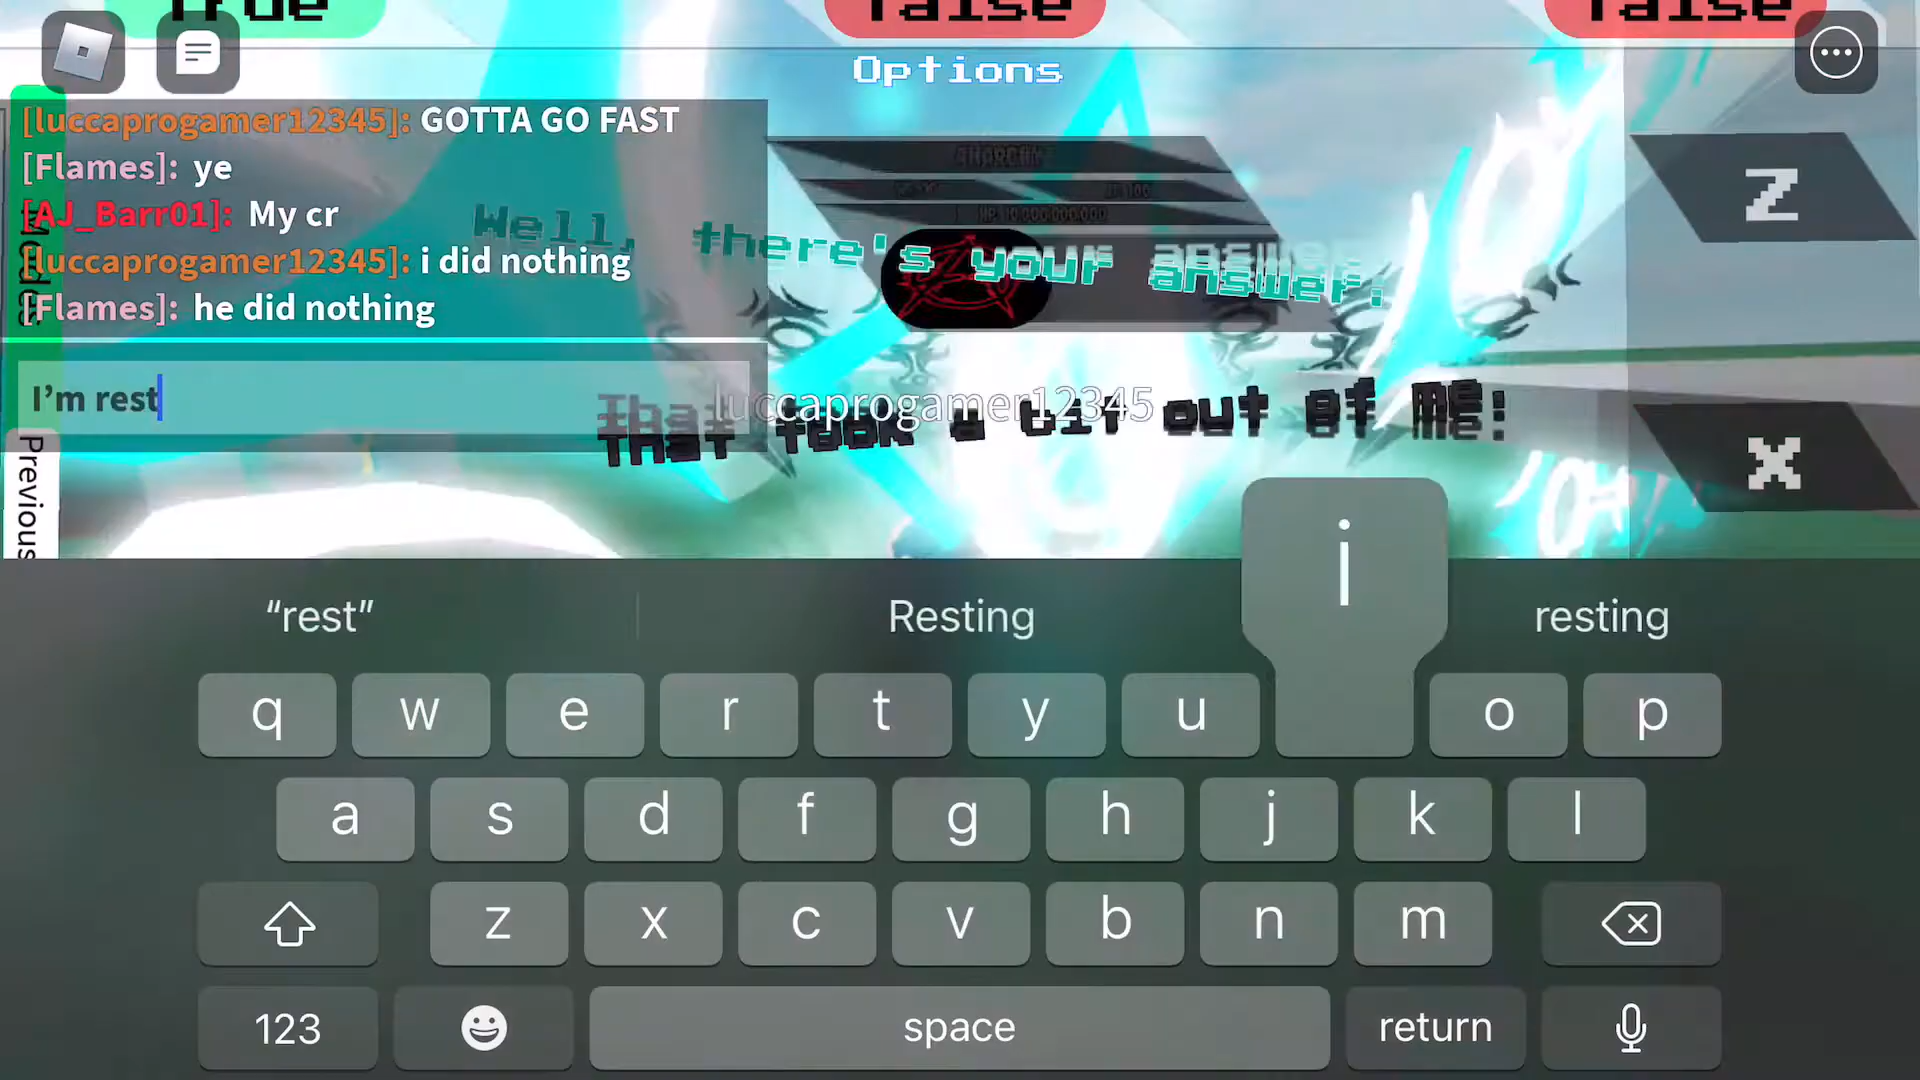 True
false
false
Options
[luccaprogamer12345]: GOTTA GO FAST
[Flames]: ye
[AJ_Barr01]: My cr
[luccaprogamer12345]: i did nothing
[Flames]: he did nothing
Modes
ANARCHY
Well, there's your answer.
Z
I'm rest
luccaprogamer12345
That took a bit out of me!
X
Previous
i
“rest”
Resting
resting
q w e r t y u o p
a s d f g h j k l
z x c v b n m
123
space
return